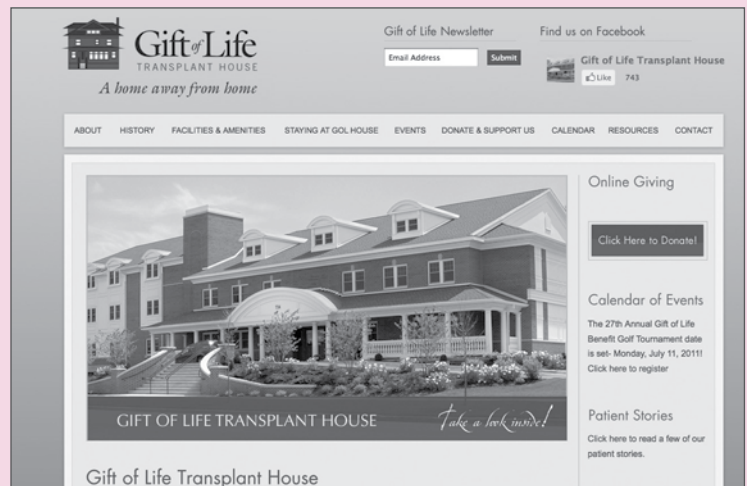 Gift of Life
TRANSPLANT HOUSE
A home away from home
Gift of Life Newsletter
Email Address
Submit
Find us on Facebook
Gift of Life Transplant House
Like 743
ABOUT HISTORY FACILITIES & AMENITIES STAYING AT GOL HOUSE EVENTS DONATE & SUPPORT US CALENDAR RESOURCES CONTACT
GIFT OF LIFE TRANSPLANT HOUSE
Take a look inside!
Gift of Life Transplant House
Online Giving
Click Here to Donate!
Calendar of Events
The 27th Annual Gift of Life
Benefit Golf Tournament date
is set- Monday, July 11, 2011!
Click here to register
Patient Stories
Click here to read a few of our
patient stories.